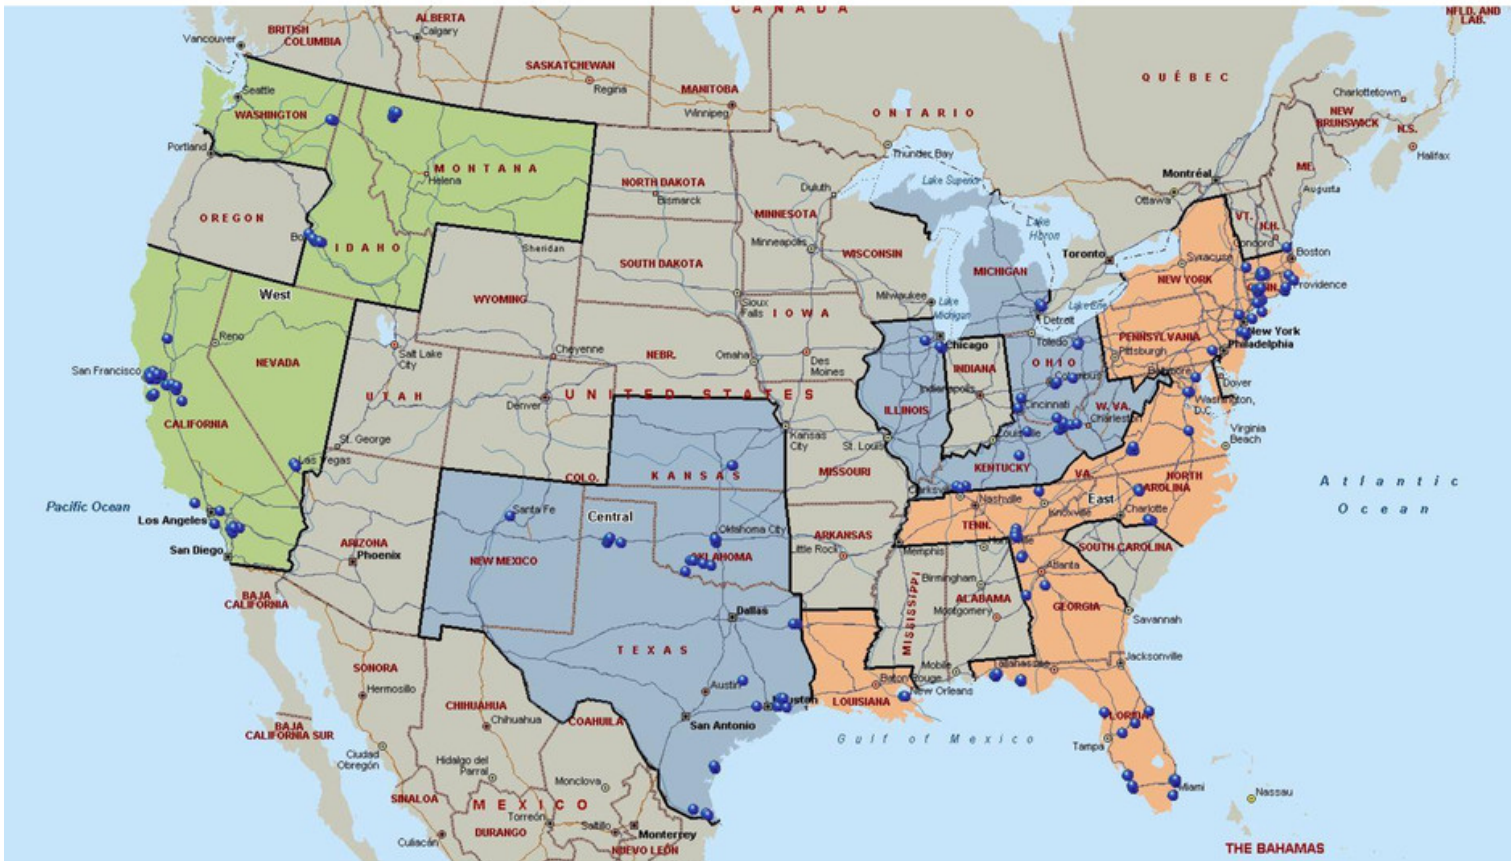 CANADA
NFLD. AND
LAB.
ALBERTA
Calgary
BRITISH
COLUMBIA
Vancouver
SASKATCHEWAN
Regina
MANITOBA
Winnipeg
ONTARIO
QUÉBEC
Charlottetown
NEW
BRUNSWICK
N.S.
Halifax
Seattle
WASHINGTON
Portland
MONTANA
Helena
NORTH DAKOTA
Bismarck
Duluth
Thunder Bay
Lake Superior
Montréal
Ottawa
ME.
Augusta
VT.
N.H.
Concord
Boston
OREGON
IDAHO
Sheridan
MINNESOTA
Minneapolis
WISCONSIN
Lake
Huron
Toronto
Syracuse
SOUTH DAKOTA
MICHIGAN
NEW YORK
Providence
West
WYOMING
Sioux
Falls
IOWA
Milwaukee
Lake
Michigan
Detroit
Lake Erie
Reno
Salt Lake
City
Cheyenne
NEBR.
Omaha
Des
Moines
Chicago
Toledo
OHIO
PENNSYLVANIA
Pittsburgh
New York
Philadelphia
San Francisco
NEVADA
UTAH
UNITED STATES
Denver
INDIANA
Indianapolis
Columbus
Baltimore
Dover
Washington,
D.C.
CALIFORNIA
St. George
Las Vegas
COLO.
KANSAS
Kansas
City
St. Louis
ILLINOIS
Cincinnati
Louisville
W. VA.
Charleston
Virginia
Beach
MISSOURI
KENTUCKY
VA.
Pacific Ocean
Los Angeles
San Diego
ARIZONA
Phoenix
Santa Fe
NEW MEXICO
Central
Oklahoma City
OKLAHOMA
ARKANSAS
Little Rock
Nashville
TENN.
Knoxville
Memphis
East
NORTH
CAROLINA
Charlotte
SOUTH CAROLINA
Atlantic
Ocean
BAJA
CALIFORNIA
Dallas
TEXAS
MISSISSIPPI
Birmingham
ALABAMA
Montgomery
Atlanta
GEORGIA
Savannah
SONORA
Hermosillo
CHIHUAHUA
Chihuahua
Austin
San Antonio
Houston
Baton Rouge
LOUISIANA
New Orleans
Mobile
Tallahassee
Jacksonville
FLORIDA
Tampa
Miami
Gulf of Mexico
BAJA
CALIFORNIA SUR
Ciudad
Obregón
COAHUILA
Hidalgo del
Parral
Monclova
SINALOA
MEXICO
Torreón
DURANGO
Saltillo
Monterrey
NUEVO LEÓN
Culiacán
Nassau
THE BAHAMAS